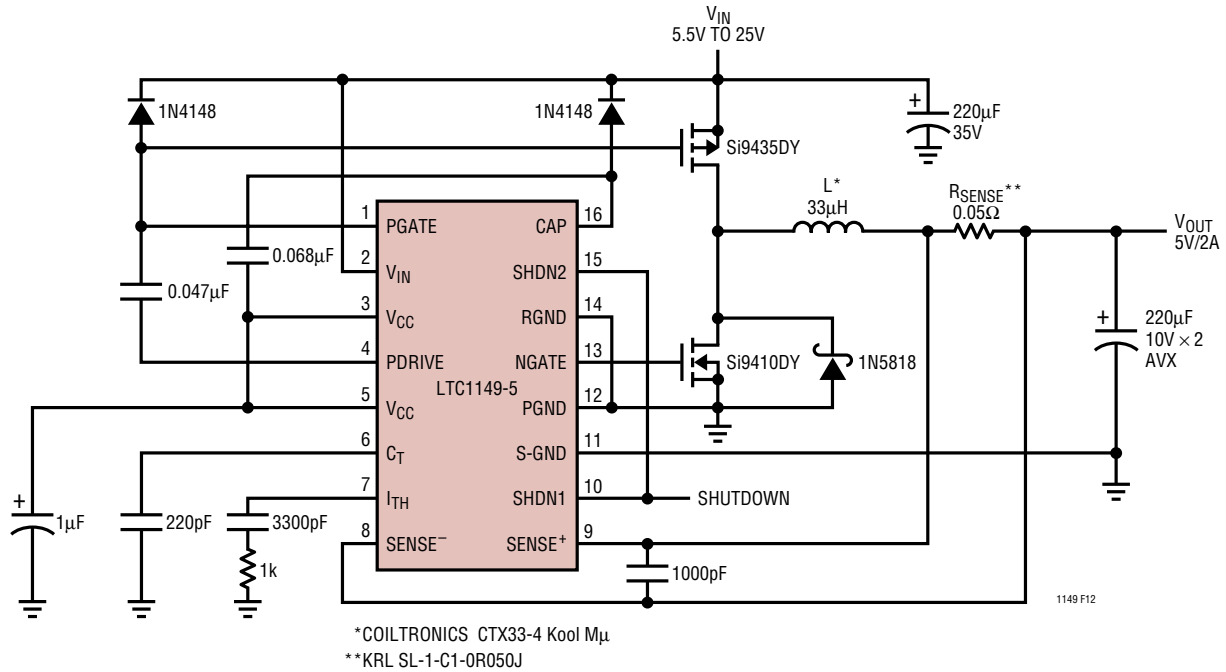 V_IN
5.5V TO 25V
1N4148
1N4148
+
220µF
35V
Si9435DY
L*
33µH
R_SENSE**
0.05Ω
V_OUT
5V/2A
1
PGATE
CAP
16
0.068µF
2
V_IN
SHDN2
15
0.047µF
3
V_CC
RGND
14
4
PDRIVE
NGATE
13
Si9410DY
1N5818
+
220µF
10V × 2
AVX
LTC1149-5
5
V_CC
PGND
12
6
C_T
S-GND
11
7
I_TH
SHDN1
10
SHUTDOWN
+
1µF
220pF
3300pF
8
SENSE⁻
SENSE⁺
9
1k
1000pF
1149 F12
*COILTRONICS CTX33-4 Kool Mµ
**KRL SL-1-C1-0R050J